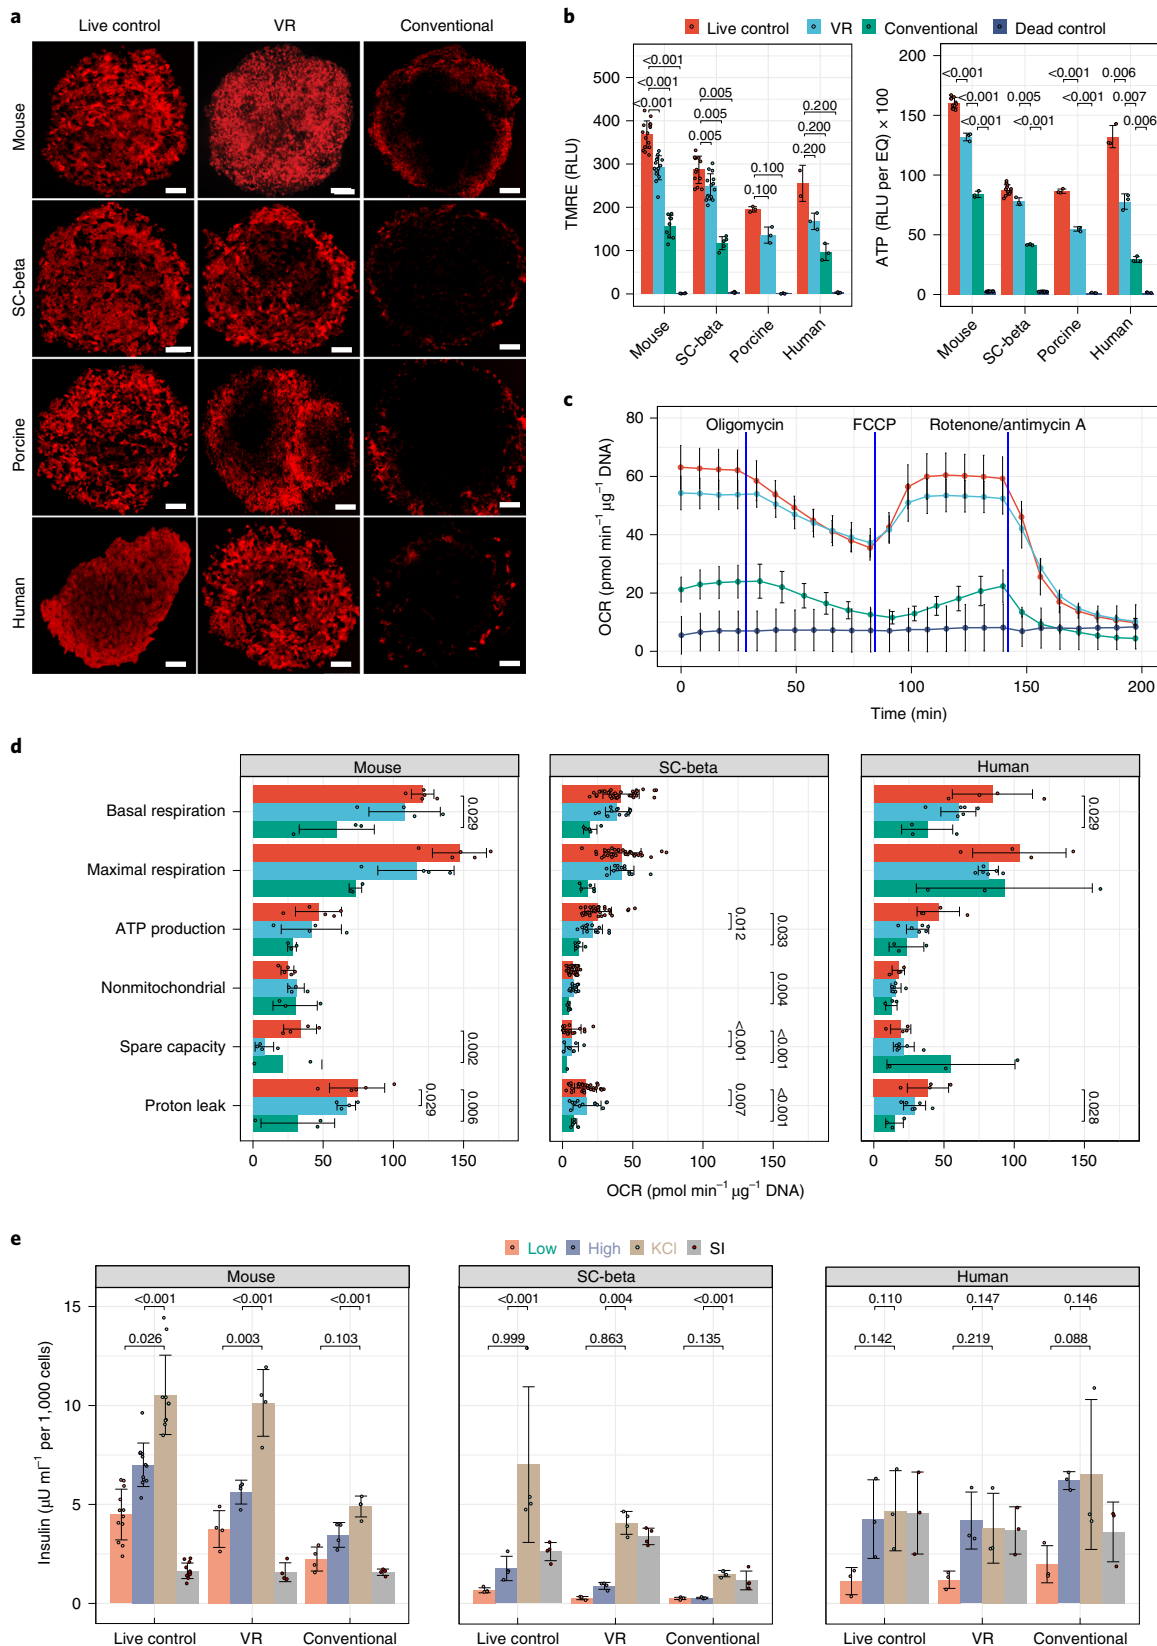 a
Live control
VR
Conventional
Mouse
SC-beta
Porcine
Human
b
Live control
VR
Conventional
Dead control
TMRE (RLU)
500
400
300
200
100
0
<0.001
<0.001
<0.001
0.005
0.005
0.005
0.100
0.100
0.200
0.200
0.200
Mouse
SC-beta
Porcine
Human
ATP (RLU per EQ) × 100
200
150
100
50
0
<0.001
<0.001
<0.001
0.005
<0.001
<0.001
<0.001
0.006
0.007
0.006
Mouse
SC-beta
Porcine
Human
c
OCR (pmol min⁻¹ µg⁻¹ DNA)
80
60
40
20
0
Oligomycin
FCCP
Rotenone/antimycin A
0
50
100
150
200
Time (min)
d
Mouse
SC-beta
Human
Basal respiration
Maximal respiration
ATP production
Nonmitochondrial
Spare capacity
Proton leak
0.029
0.002
0.029
0.006
0.012
0.033
0.004
<0.001
<0.001
0.007
<0.001
0.029
0.028
0 50 100 150
0 50 100 150
0 50 100 150
OCR (pmol min⁻¹ µg⁻¹ DNA)
e
Low
High
KCl
SI
Mouse
SC-beta
Human
Insulin (µU ml⁻¹ per 1,000 cells)
15
10
5
0
<0.001
<0.001
<0.001
0.026
0.003
0.103
<0.001
0.004
<0.001
0.999
0.863
0.135
0.110
0.147
0.146
0.142
0.219
0.088
Live control
VR
Conventional
Live control
VR
Conventional
Live control
VR
Conventional